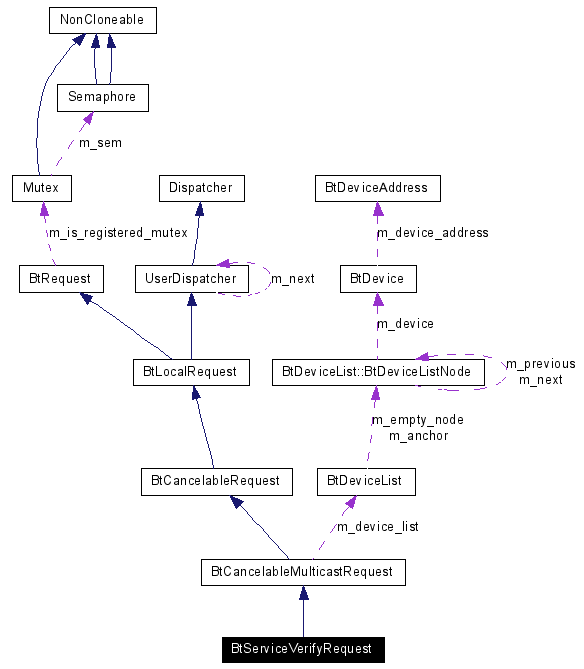 NonCloneable
Semaphore
m_sem
Mutex
Dispatcher
BtDeviceAddress
m_is_registered_mutex
m_device_address
BtRequest
UserDispatcher
m_next
BtDevice
m_device
BtLocalRequest
BtDeviceList::BtDeviceListNode
m_previous
m_next
m_empty_node
m_anchor
BtCancelableRequest
BtDeviceList
m_device_list
BtCancelableMulticastRequest
BtServiceVerifyRequest